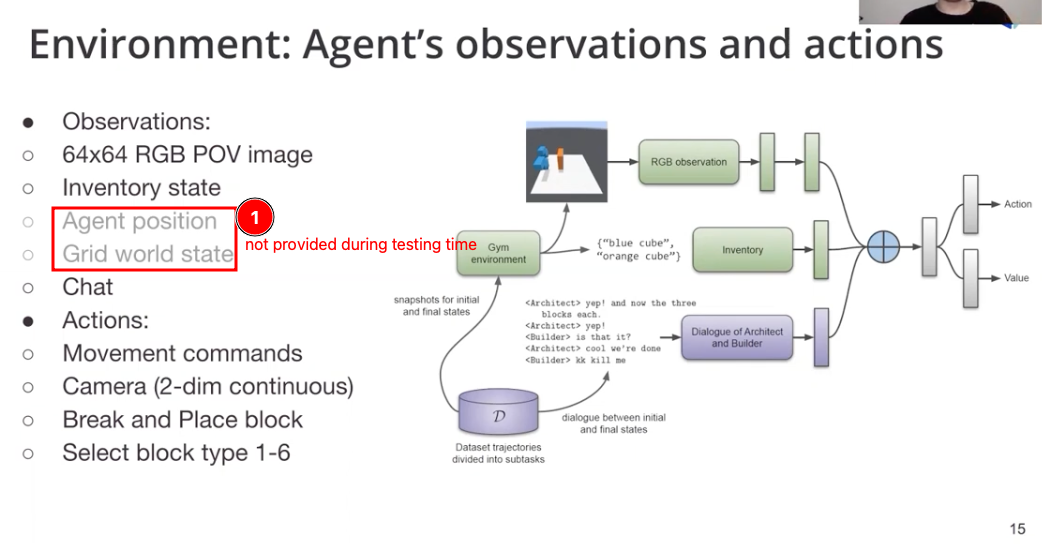 Environment: Agent's observations and actions
● Observations:
○ 64x64 RGB POV image
○ Inventory state
○ Agent position
○ Grid world state
1
not provided during testing time
○ Chat
● Actions:
○ Movement commands
○ Camera (2-dim continuous)
○ Break and Place block
○ Select block type 1-6
RGB observation
Gym
environment
{“blue cube”,
“orange cube”}
Inventory
Action
Value
snapshots for initial
and final states
<Architect> yep! and now the three
blocks each.
<Architect> yep!
<Builder> is that it?
<Architect> cool we're done
<Builder> kk kill me
Dialogue of Architect
and Builder
D
dialogue between initial
and final states
Dataset trajectories
divided into subtasks
15